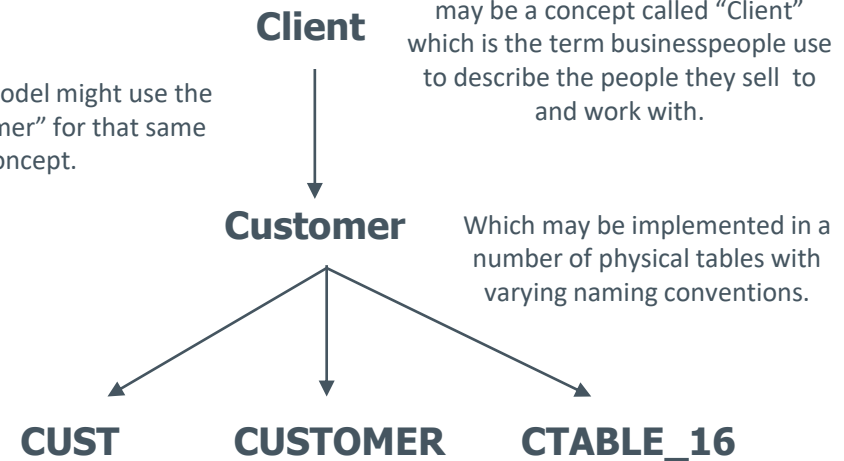 may be a concept called “Client”
Client
which is the term businesspeople use
to describe the people they sell to
and work with.
odel might use the
mer” for that same
oncept.
Customer
Which may be implemented in a
number of physical tables with
varying naming conventions.
CUST
CUSTOMER
CTABLE_16